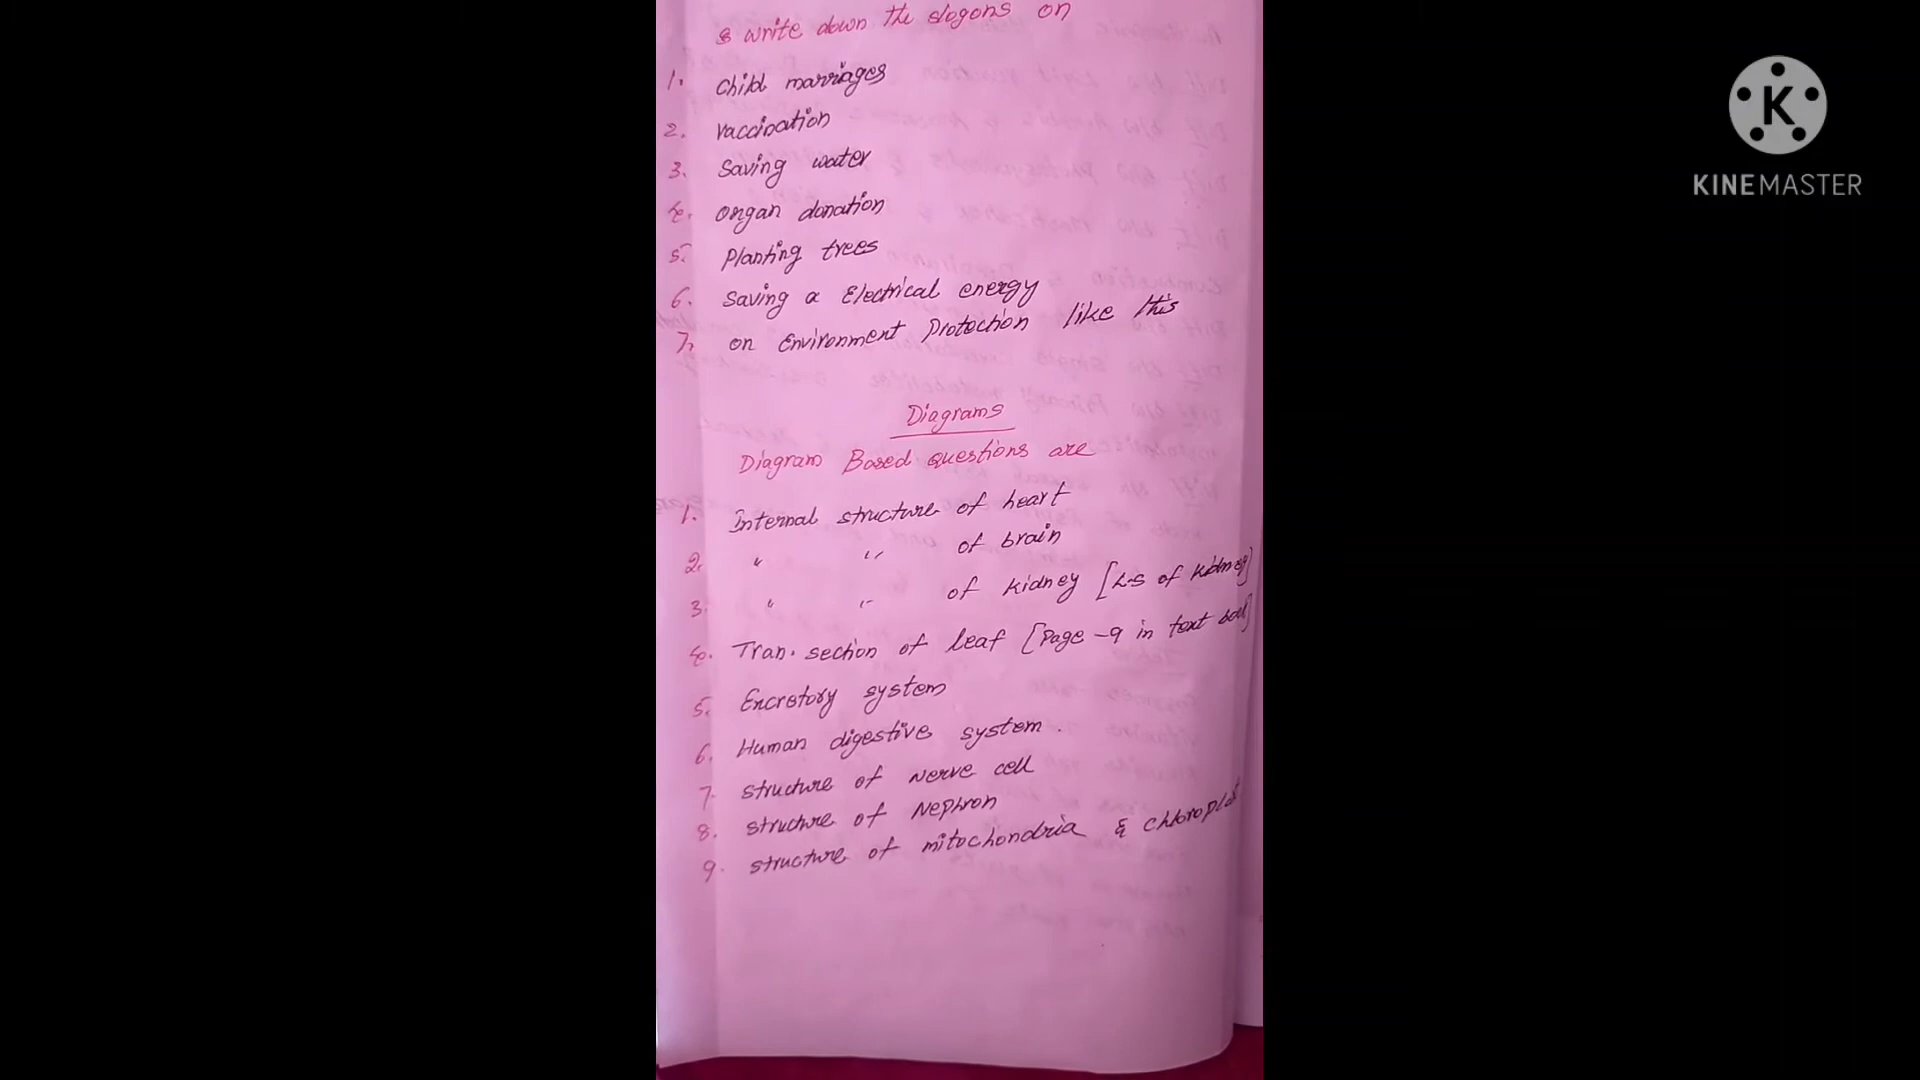 & write down the slogons on
1. child marriages
2. vaccination
3. Saving water
4. organ donation
5. planting trees
6. saving a Electrical energy
7. on Environment Protection like this
Diagrams
Diagram Based questions are
1. Internal structure of heart
2. " " of brain
3. " " of kidney [L-S of kidney]
4. Tran. section of leaf [page -9 in text book]
5. Excretory system
6. Human digestive system.
7. structure of Nerve cell
8. structure of Nephron
9. structure of mitochondria & chloroplast
K
KINEMASTER